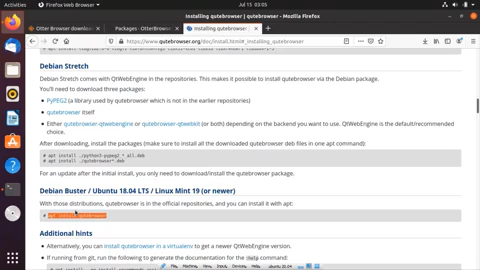 Activities
Firefox Web Browser
Jul 15 03:05
Installing qutebrowser | qutebrowser - Mozilla Firefox
Otter Browser download
Packages - OtterBrowse
Installing qutebrowser |
https://www.qutebrowser.org/doc/install.html#_installing_qutebrowser
Debian Stretch
Debian Stretch comes with QtWebEngine in the repositories. This makes it possible to install qutebrowser via the Debian package.
You'll need to download three packages:
PyPEG2 (a library used by qutebrowser which is not in the earlier repositories)
qutebrowser itself
Either qutebrowser-qtwebengine or qutebrowser-qtwebkit (or both) depending on the backend you want to use. QtWebEngine is the default/recommended
choice.
After downloading, install the packages (make sure to install all the downloaded qutebrowser deb files in one apt command):
# apt install ./python3-pypeg2_*_all.deb
# apt install ./qutebrowser*.deb
For an update after the initial install, you only need to download/install the qutebrowser package.
Debian Buster / Ubuntu 18.04 LTS / Linux Mint 19 (or newer)
With those distributions, qutebrowser is in the official repositories, and you can install it with apt:
# apt install qutebrowser
Additional hints
Alternatively, you can install qutebrowser in a virtualenv to get a newer QtWebEngine version.
If running from git, run the following to generate the documentation for the :help command: